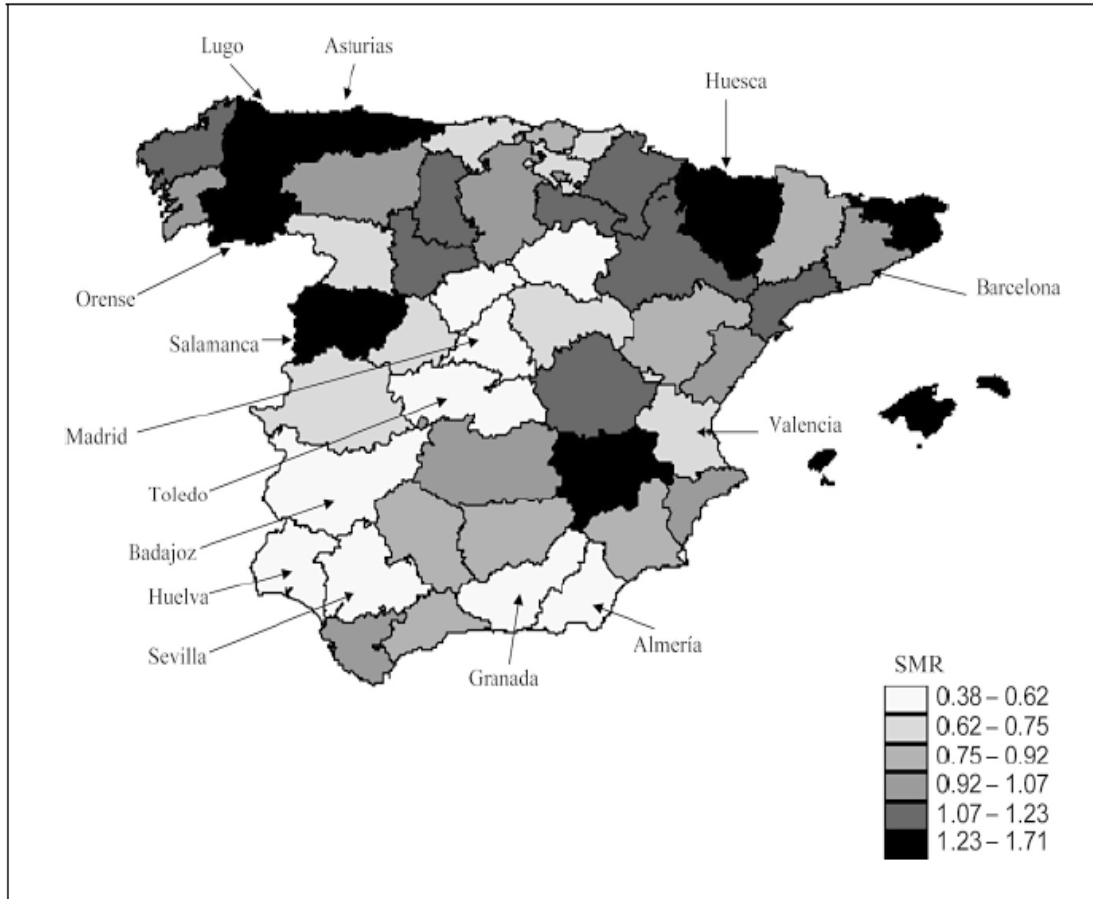 Lugo
Asturias
Huesca
Orense
Barcelona
Salamanca
Madrid
Valencia
Toledo
Badajoz
Huelva
Sevilla
Almería
Granada
SMR
0.38 – 0.62
0.62 – 0.75
0.75 – 0.92
0.92 – 1.07
1.07 – 1.23
1.23 – 1.71